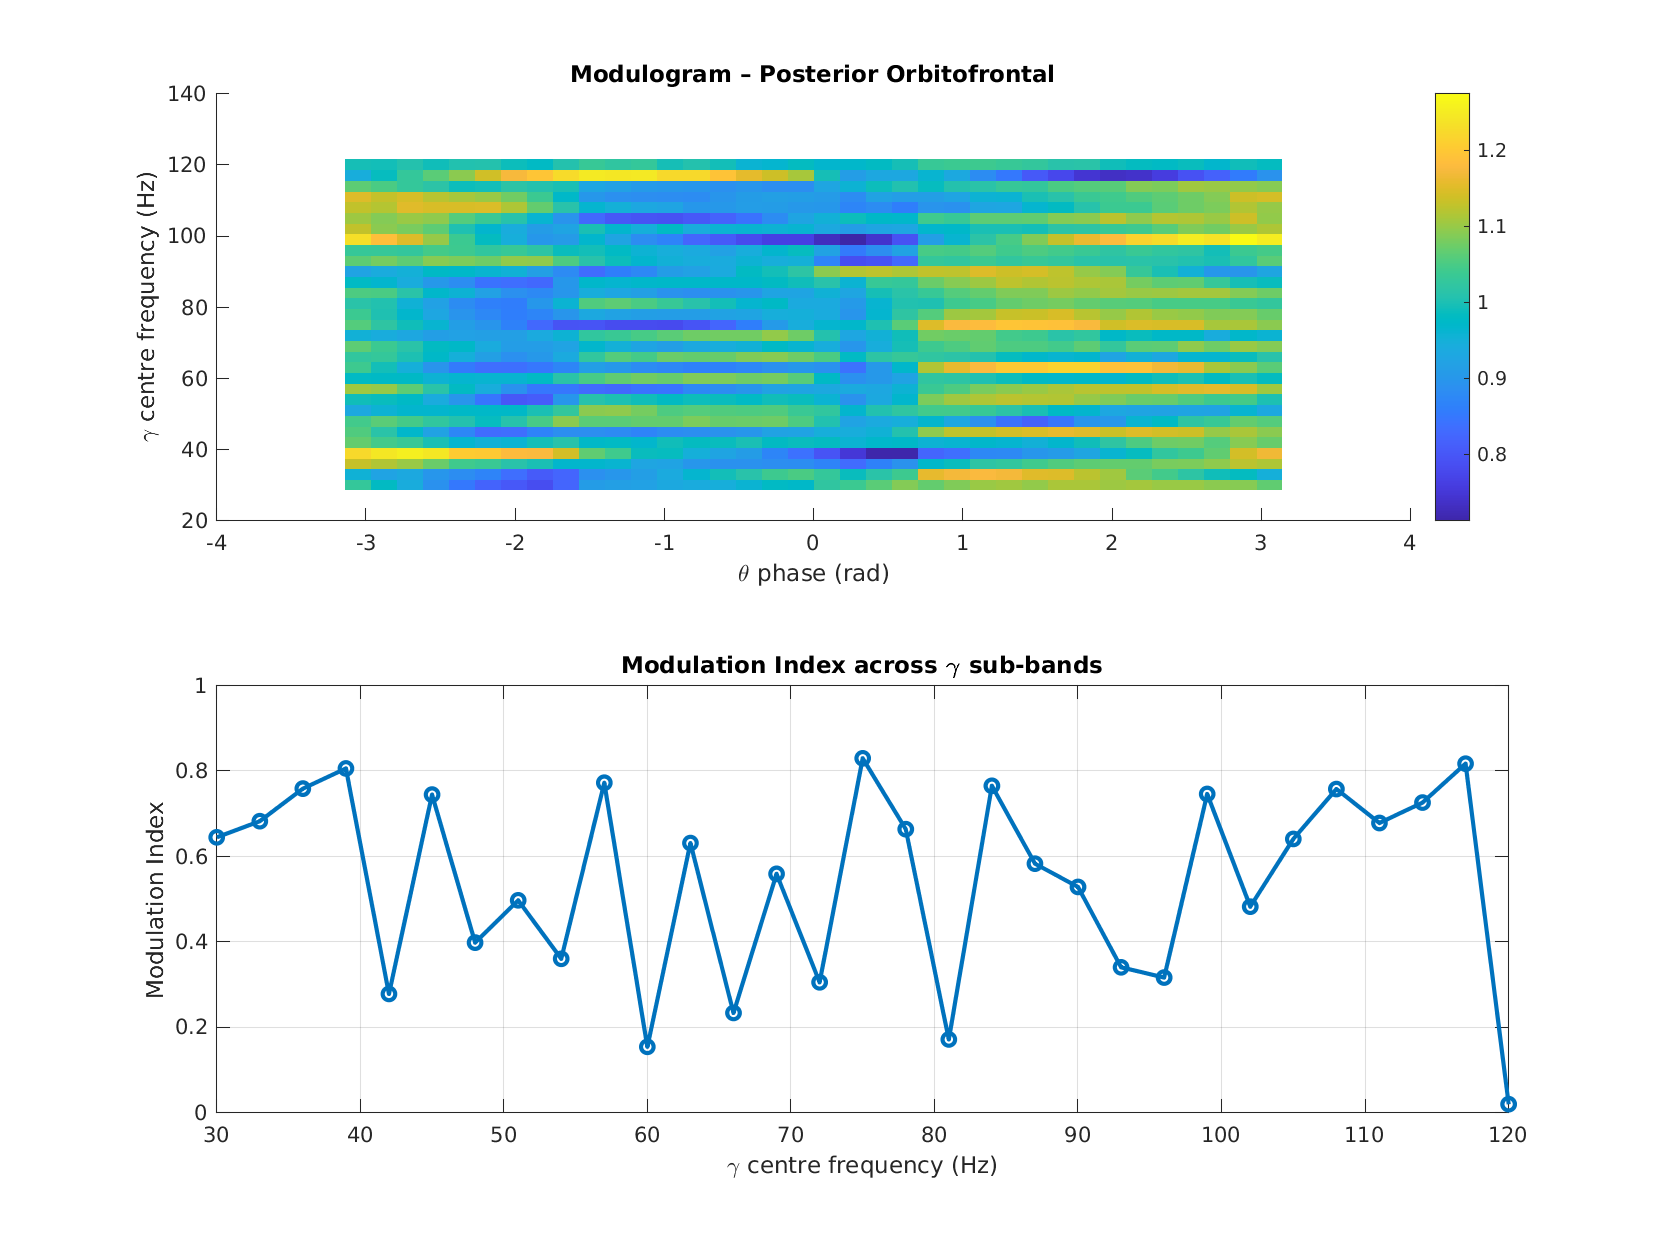 Modulogram – Posterior Orbitofrontal
140
120
100
80
60
40
20
γ centre frequency (Hz)
-4 -3 -2 -1 0 1 2 3 4
θ phase (rad)
1.2
1.1
1
0.9
0.8
Modulation Index across γ sub-bands
1
0.8
0.6
0.4
0.2
0
Modulation Index
30 40 50 60 70 80 90 100 110 120
γ centre frequency (Hz)